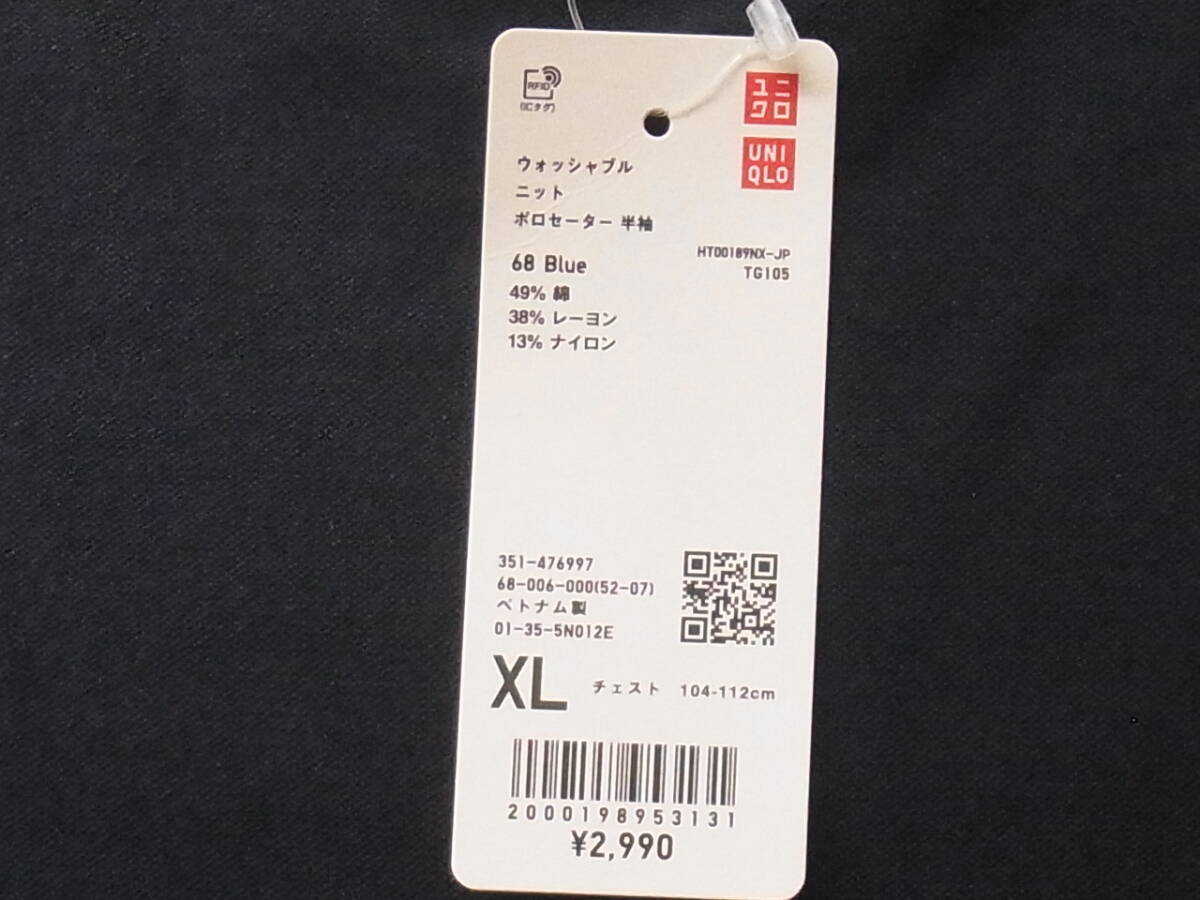 RFID
(ICタグ)
ユニ
クロ
UNI
QLO
ウォッシャブル
ニット
ポロセーター 半袖
HT00189NX-JP
TG105
68 Blue
49% 綿
38% レーヨン
13% ナイロン
351-476997
68-006-000(52-07)
ベトナム製
01-35-5N012E
XL チェスト 104-112cm
2000198953131
¥2,990